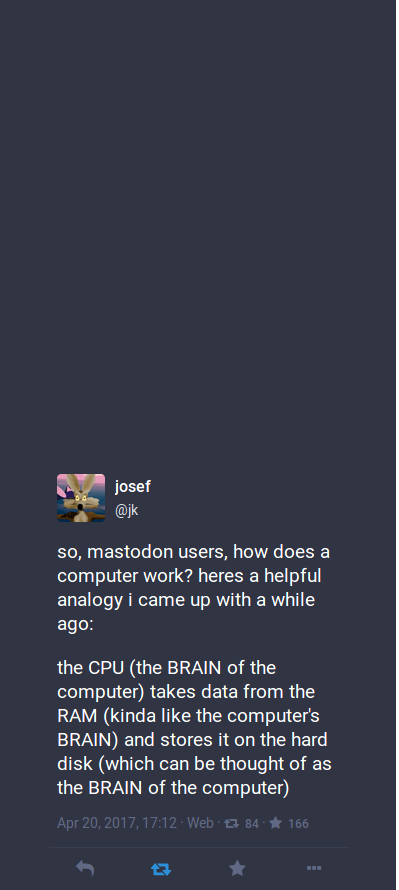 josef
@jk
so, mastodon users, how does a
computer work? heres a helpful
analogy i came up with a while
ago:
the CPU (the BRAIN of the
computer) takes data from the
RAM (kinda like the computer's
BRAIN) and stores it on the hard
disk (which can be thought of as
the BRAIN of the computer)
Apr 20, 2017, 17:12 · Web · 84 · 166